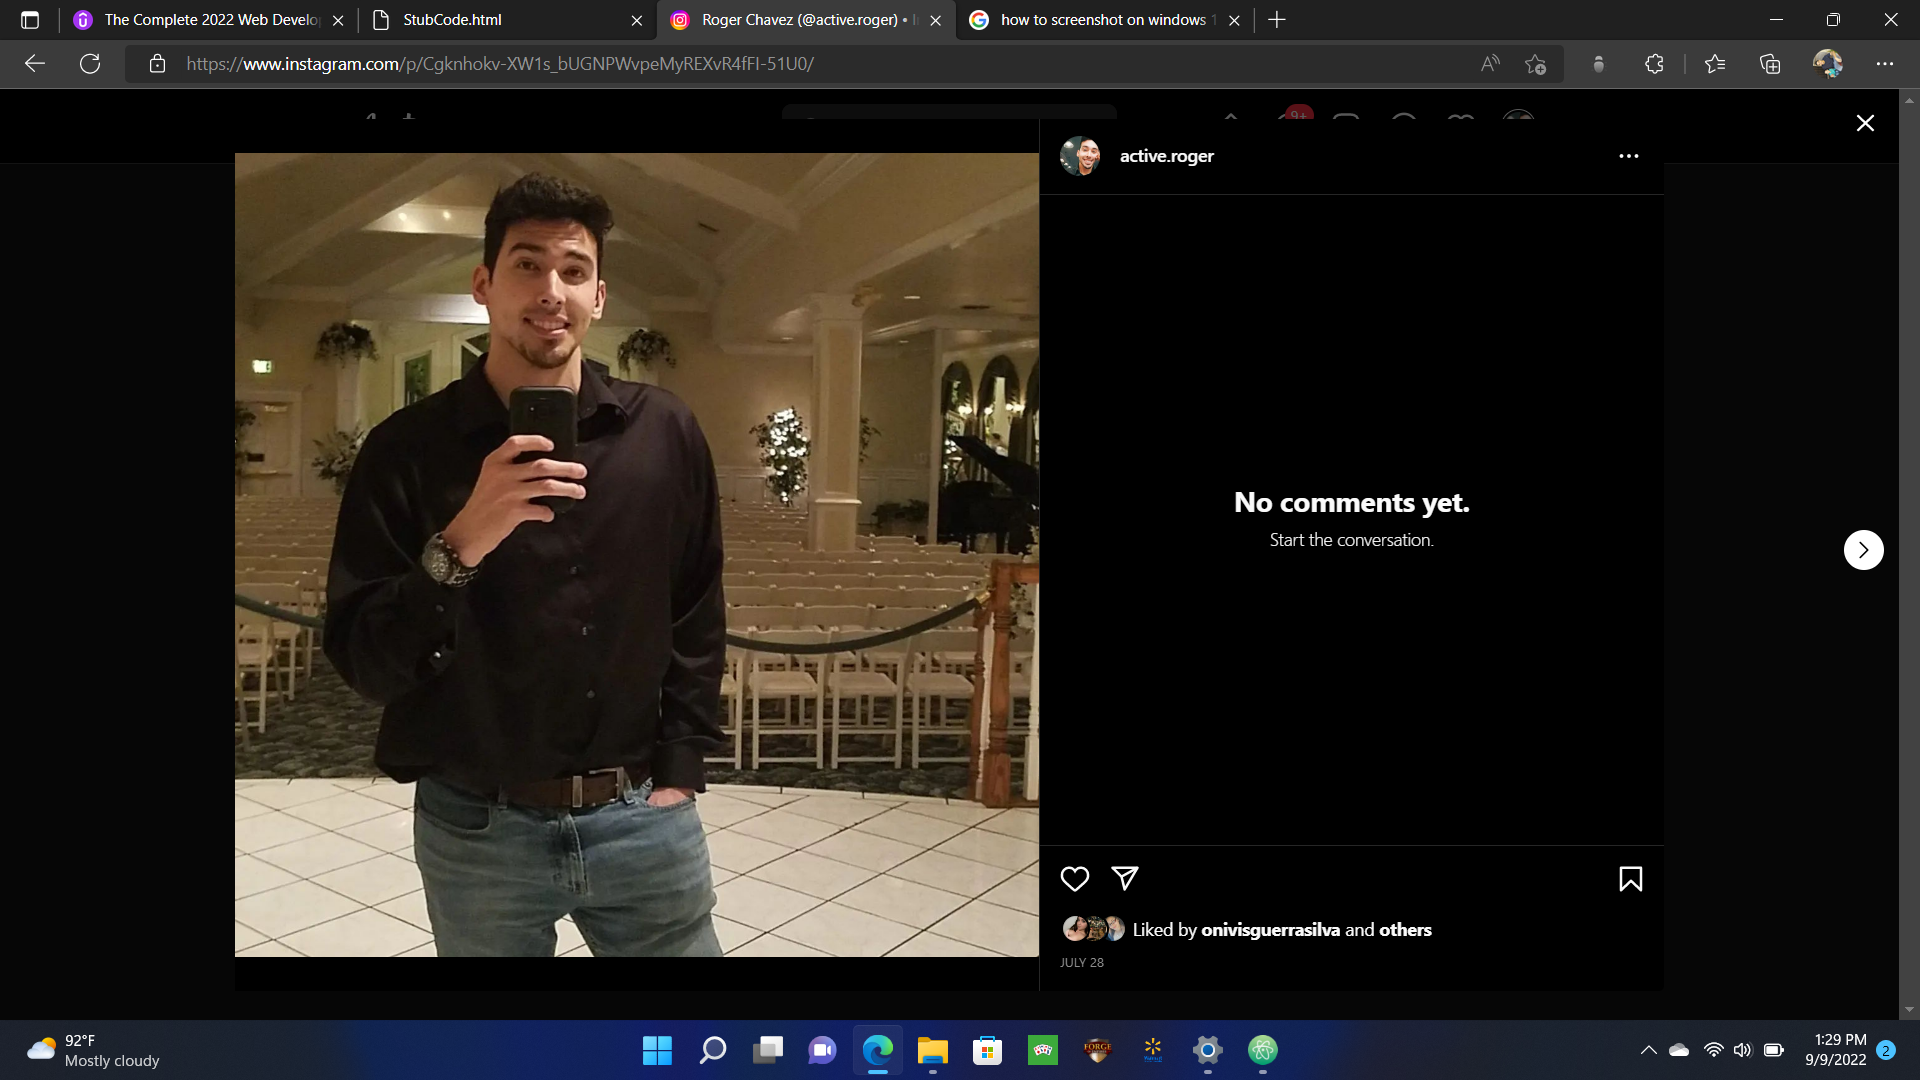 The Complete 2022 Web Develo
StubCode.html
Roger Chavez (@active.roger) •
how to screenshot on windows 1
https://www.instagram.com/p/Cgknhokv-XW1s_bUGNPWvpeMyREXvR4fFI-51U0/
9+
active.roger
No comments yet.
Start the conversation.
Liked by onivisguerrasilva and others
JULY 28
92°F
Mostly cloudy
FORGE
1:29 PM
9/9/2022
2